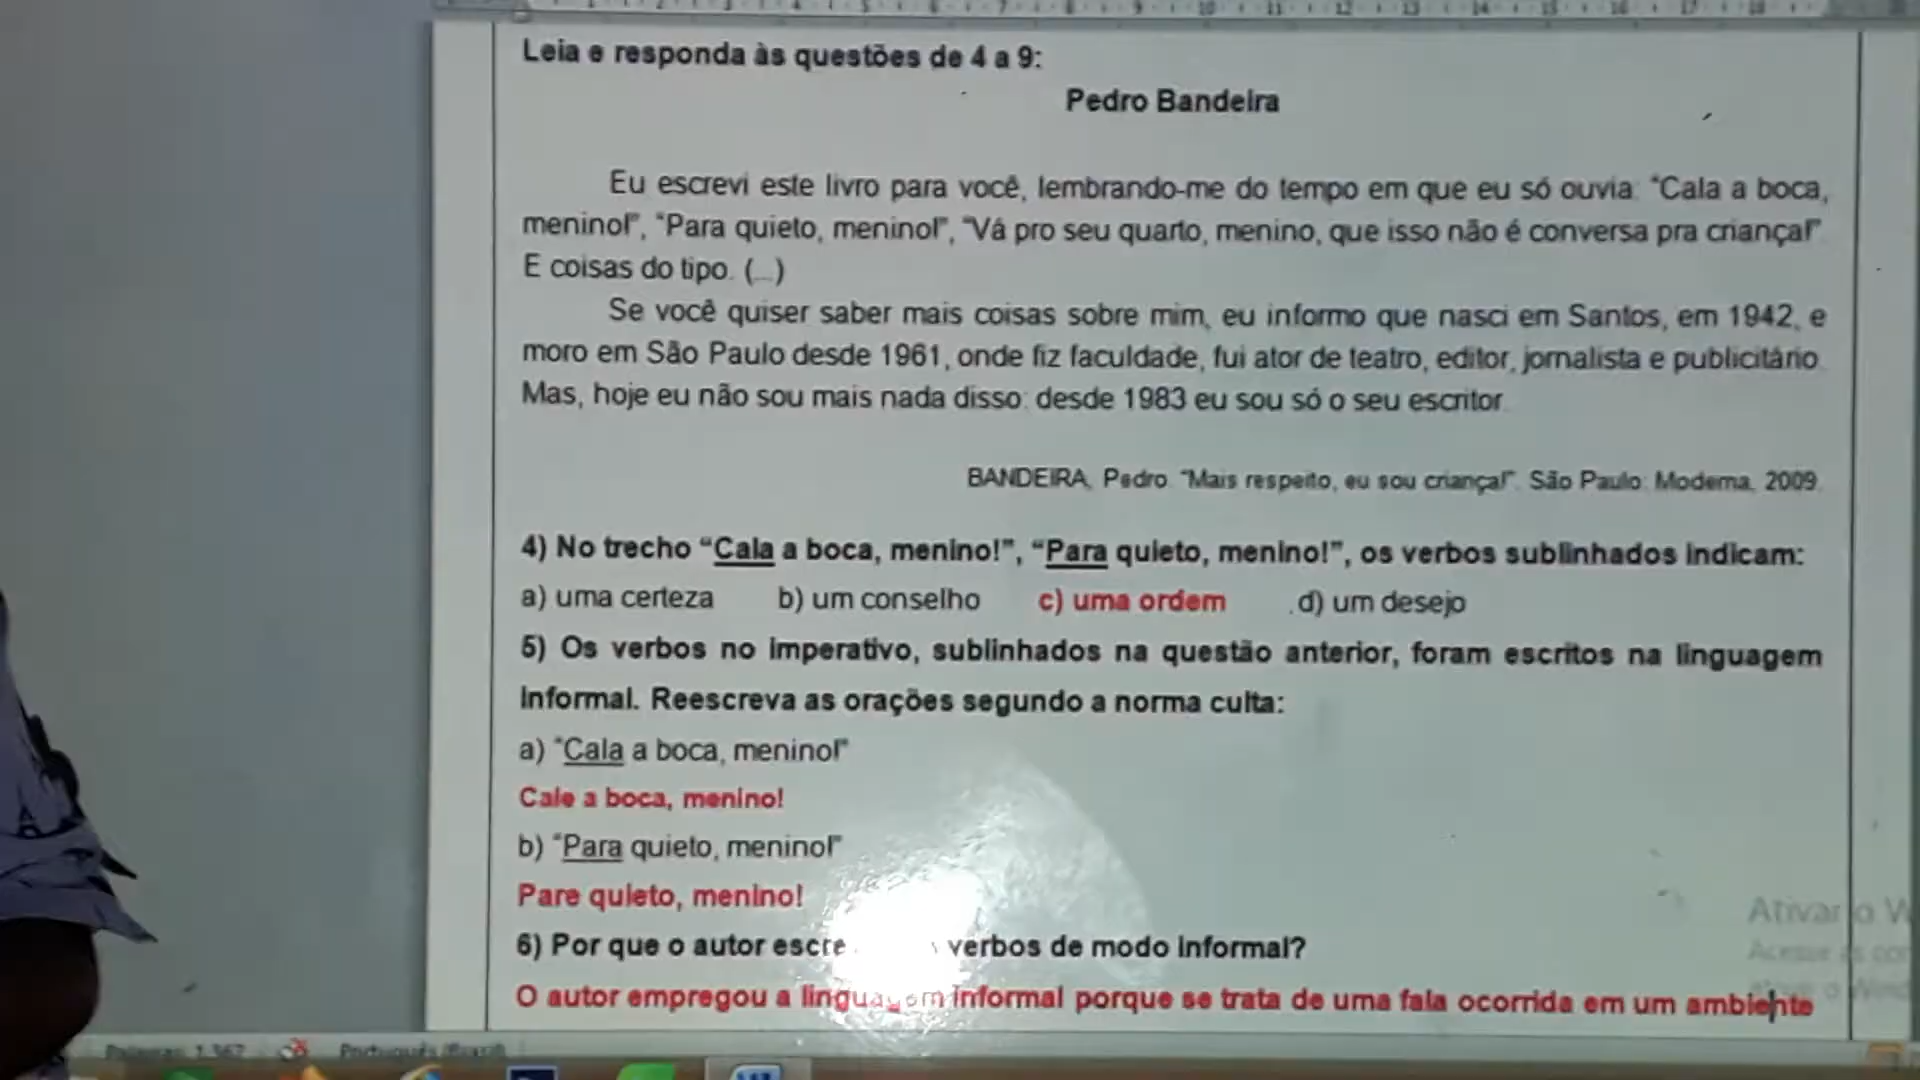 Leia e responda às questões de 4 a 9:
Pedro Bandeira
Eu escrevi este livro para você, lembrando-me do tempo em que eu só ouvia: “Cala a boca,
menino!”, “Para quieto, menino!”, “Vá pro seu quarto, menino, que isso não é conversa pra criança!”
E coisas do tipo. (...)
Se você quiser saber mais coisas sobre mim, eu informo que nasci em Santos, em 1942, e
moro em São Paulo desde 1961, onde fiz faculdade, fui ator de teatro, editor, jornalista e publicitário.
Mas, hoje eu não sou mais nada disso: desde 1983 eu sou só o seu escritor.
BANDEIRA, Pedro. “Mais respeito, eu sou criança!”. São Paulo: Moderna, 2009.
4) No trecho “Cala a boca, menino!”, “Para quieto, menino!”, os verbos sublinhados indicam:
a) uma certeza b) um conselho c) uma ordem d) um desejo
5) Os verbos no imperativo, sublinhados na questão anterior, foram escritos na linguagem
informal. Reescreva as orações segundo a norma culta:
a) “Cala a boca, menino!”
Cale a boca, menino!
b) “Para quieto, menino!”
Pare quieto, menino!
6) Por que o autor escre verbos de modo informal?
O autor empregou a linguagem informal porque se trata de uma fala ocorrida em um ambiente
Ativar o W
Palavras: 1.367 Português (Brasil)